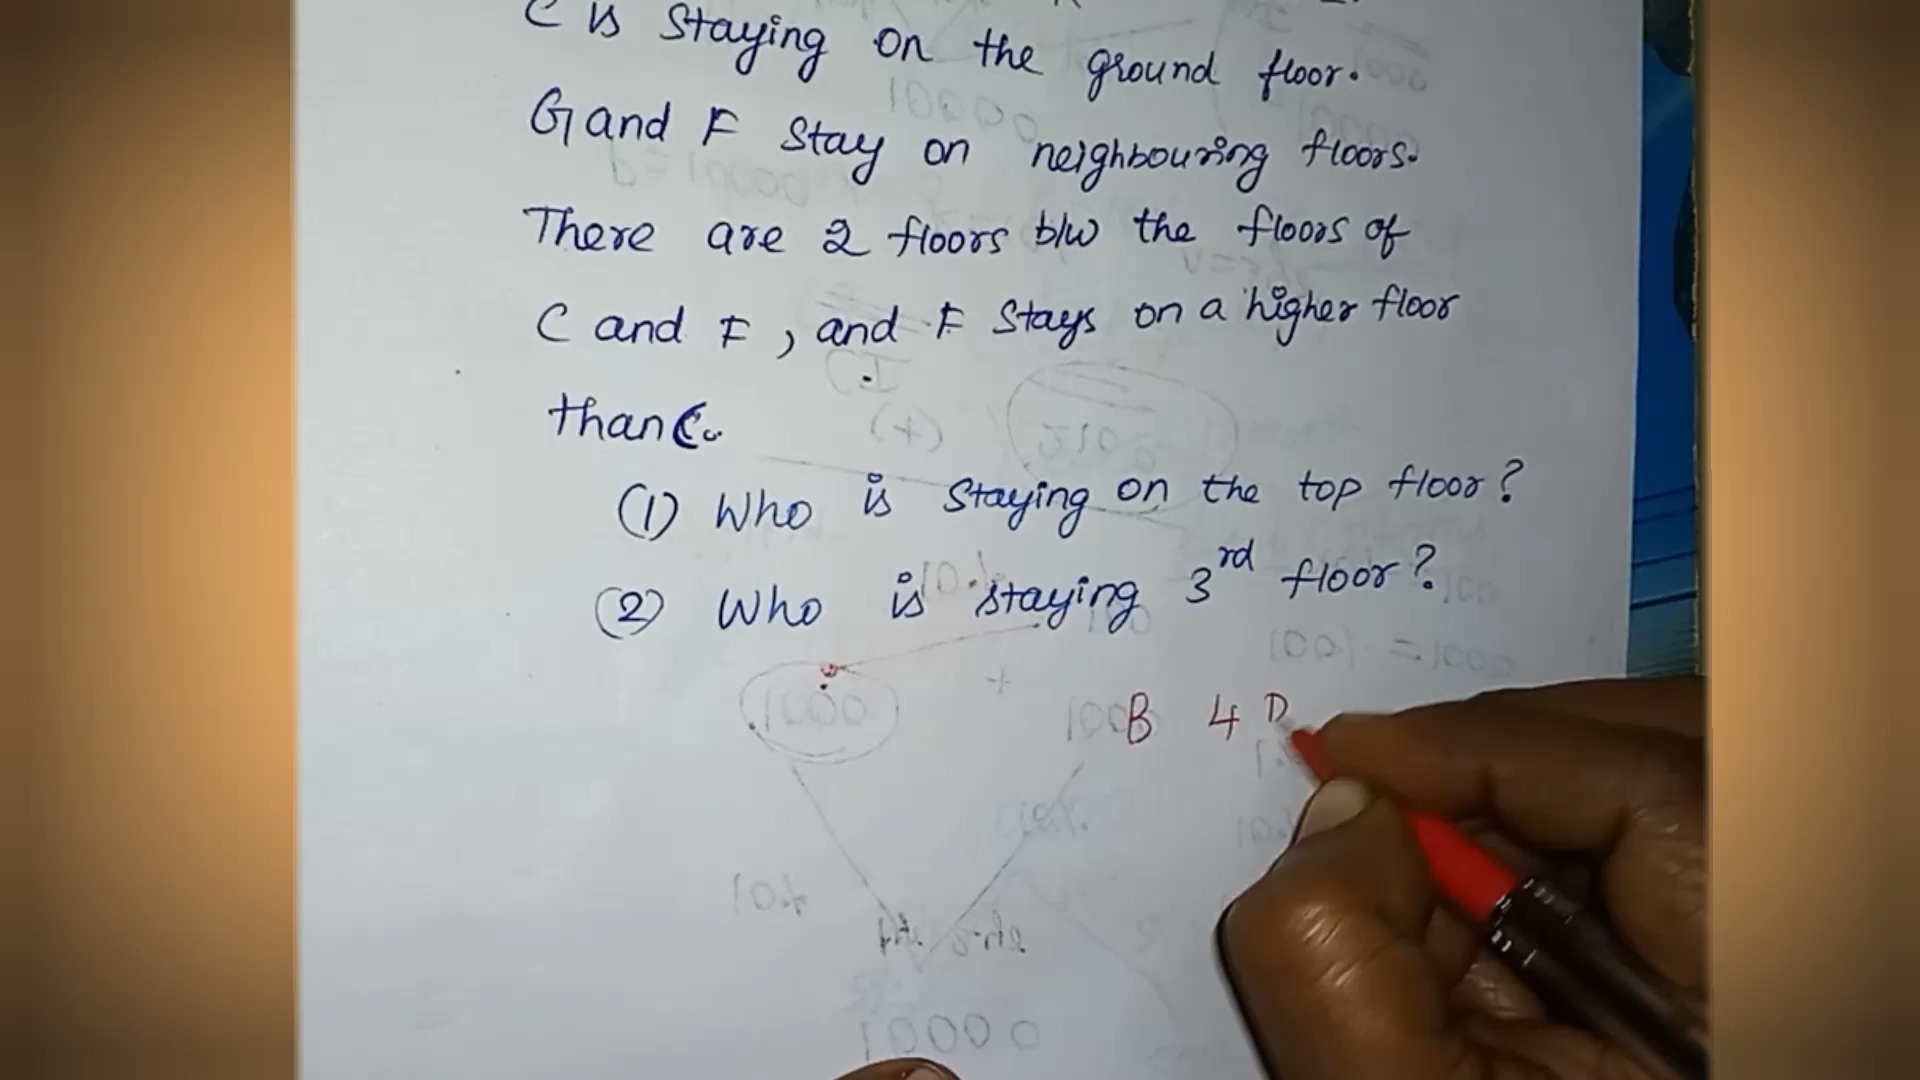 C is Staying on the ground floor.
G and F Stay on neighbouring floors.
There are 2 floors b/w the floors of
C and F, and F Stays on a higher floor
than C.
(1) Who is Staying on the top floor?
(2) Who is staying 3rd floor?
B 4 D